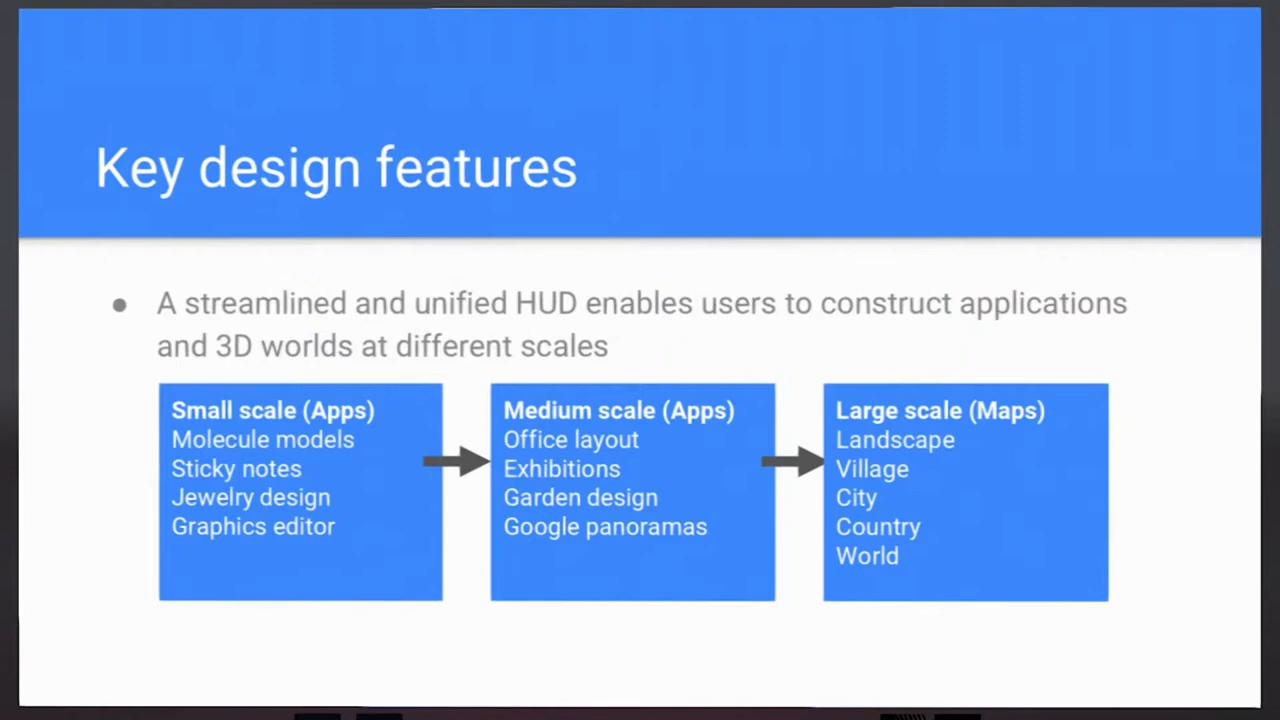 Key design features
● A streamlined and unified HUD enables users to construct applications
and 3D worlds at different scales
Small scale (Apps)
Molecule models
Sticky notes
Jewelry design
Graphics editor
Medium scale (Apps)
Office layout
Exhibitions
Garden design
Google panoramas
Large scale (Maps)
Landscape
Village
City
Country
World